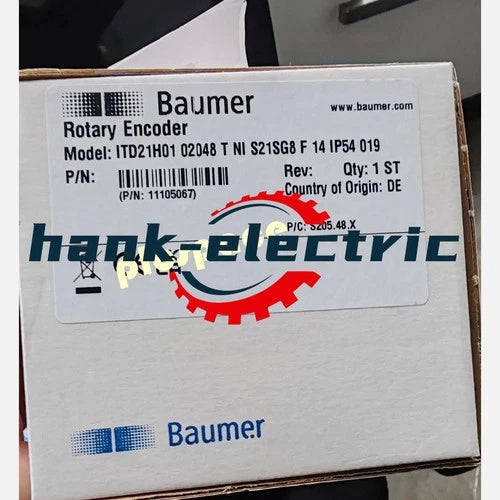 Baumer
www.baumer.com
Rotary Encoder
Model: ITD21H01 02048 T NI S21SG8 F 14 IP54 019
P/N:
Rev: Qty: 1 ST
(P/N: 11105067)
Country of Origin: DE
P/C: S205.48.X
hank-electric
Baumer